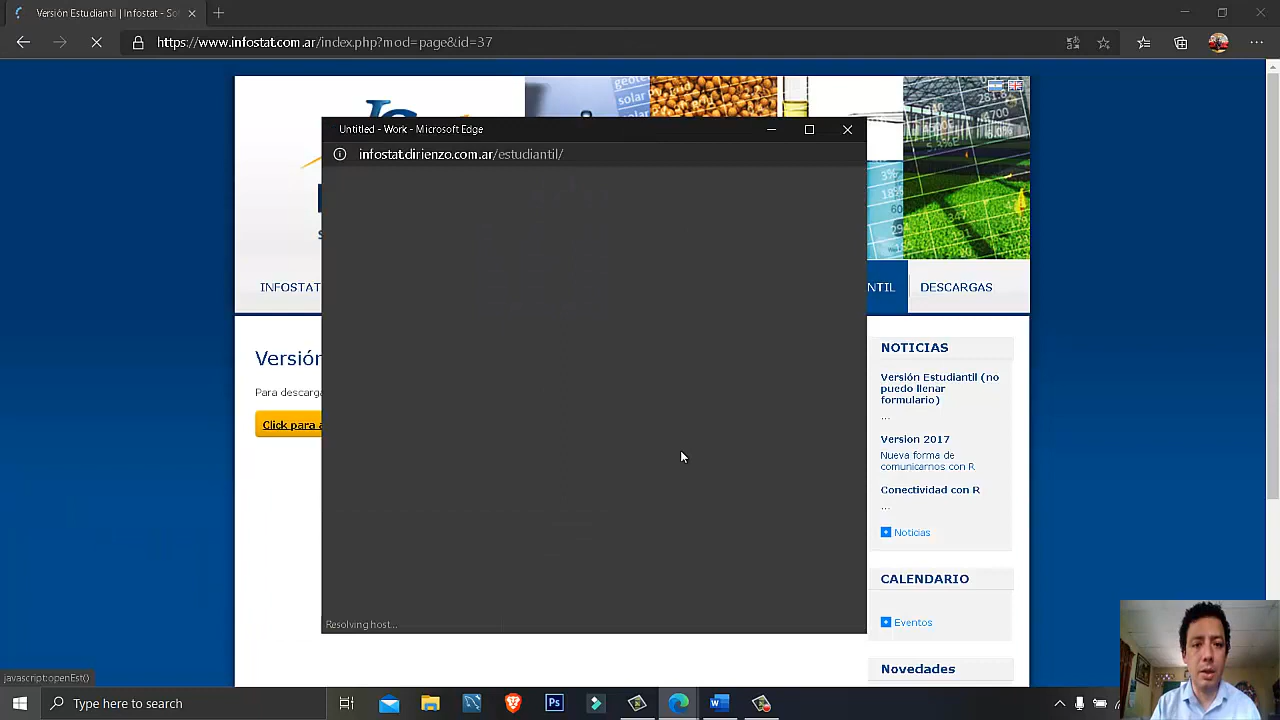 Versión Estudiantil | Infostat - Sof
https://www.infostat.com.ar/index.php?mod=page&id=37
Untitled - Work - Microsoft Edge
infostat.dirienzo.com.ar/estudiantil/
INFOSTAT
NTIL
DESCARGAS
Versión
Para descarga
Click para a
NOTICIAS
Versión Estudiantil (no
puedo llenar
formulario)
...
Version 2017
Nueva forma de
comunicarnos con R
Conectividad con R
...
Noticias
CALENDARIO
Eventos
Novedades
Resolving host...
javascript:openEst()
Type here to search